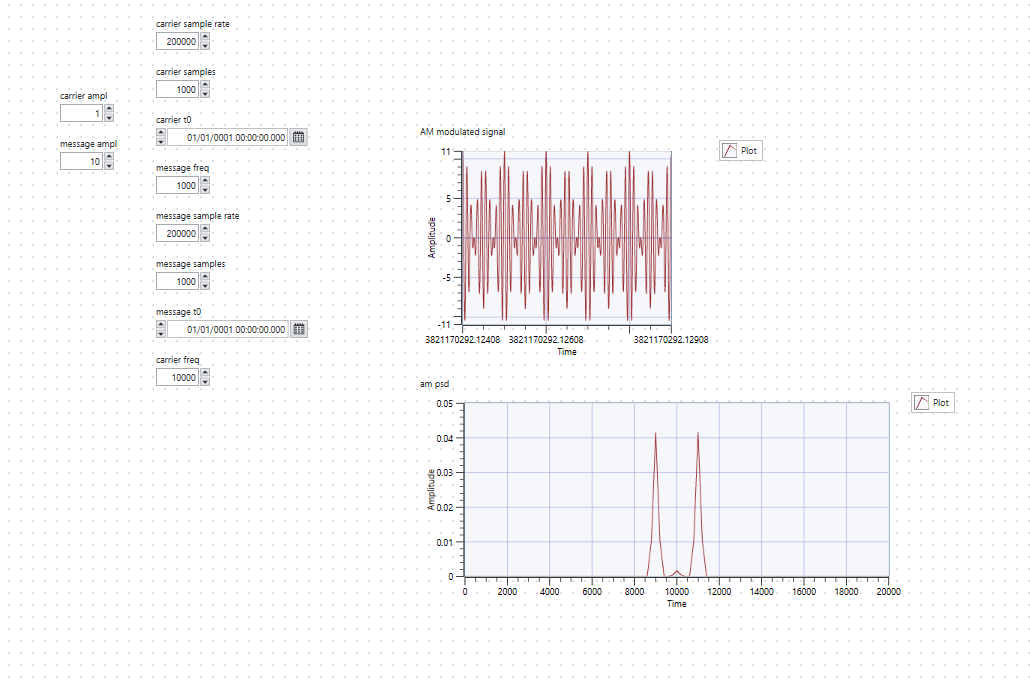 carrier sample rate
200000
carrier samples
1000
carrier ampl
1
carrier t0
01/01/0001 00:00:00.000
message ampl
10
message freq
1000
message sample rate
200000
message samples
1000
message t0
01/01/0001 00:00:00.000
carrier freq
10000
AM modulated signal
Plot
Amplitude
11
5
0
-5
-11
3821170292.12408 3821170292.12608 3821170292.12908
Time
am psd
Plot
Amplitude
0.05
0.04
0.03
0.02
0.01
0
0 2000 4000 6000 8000 10000 12000 14000 16000 18000 20000
Time